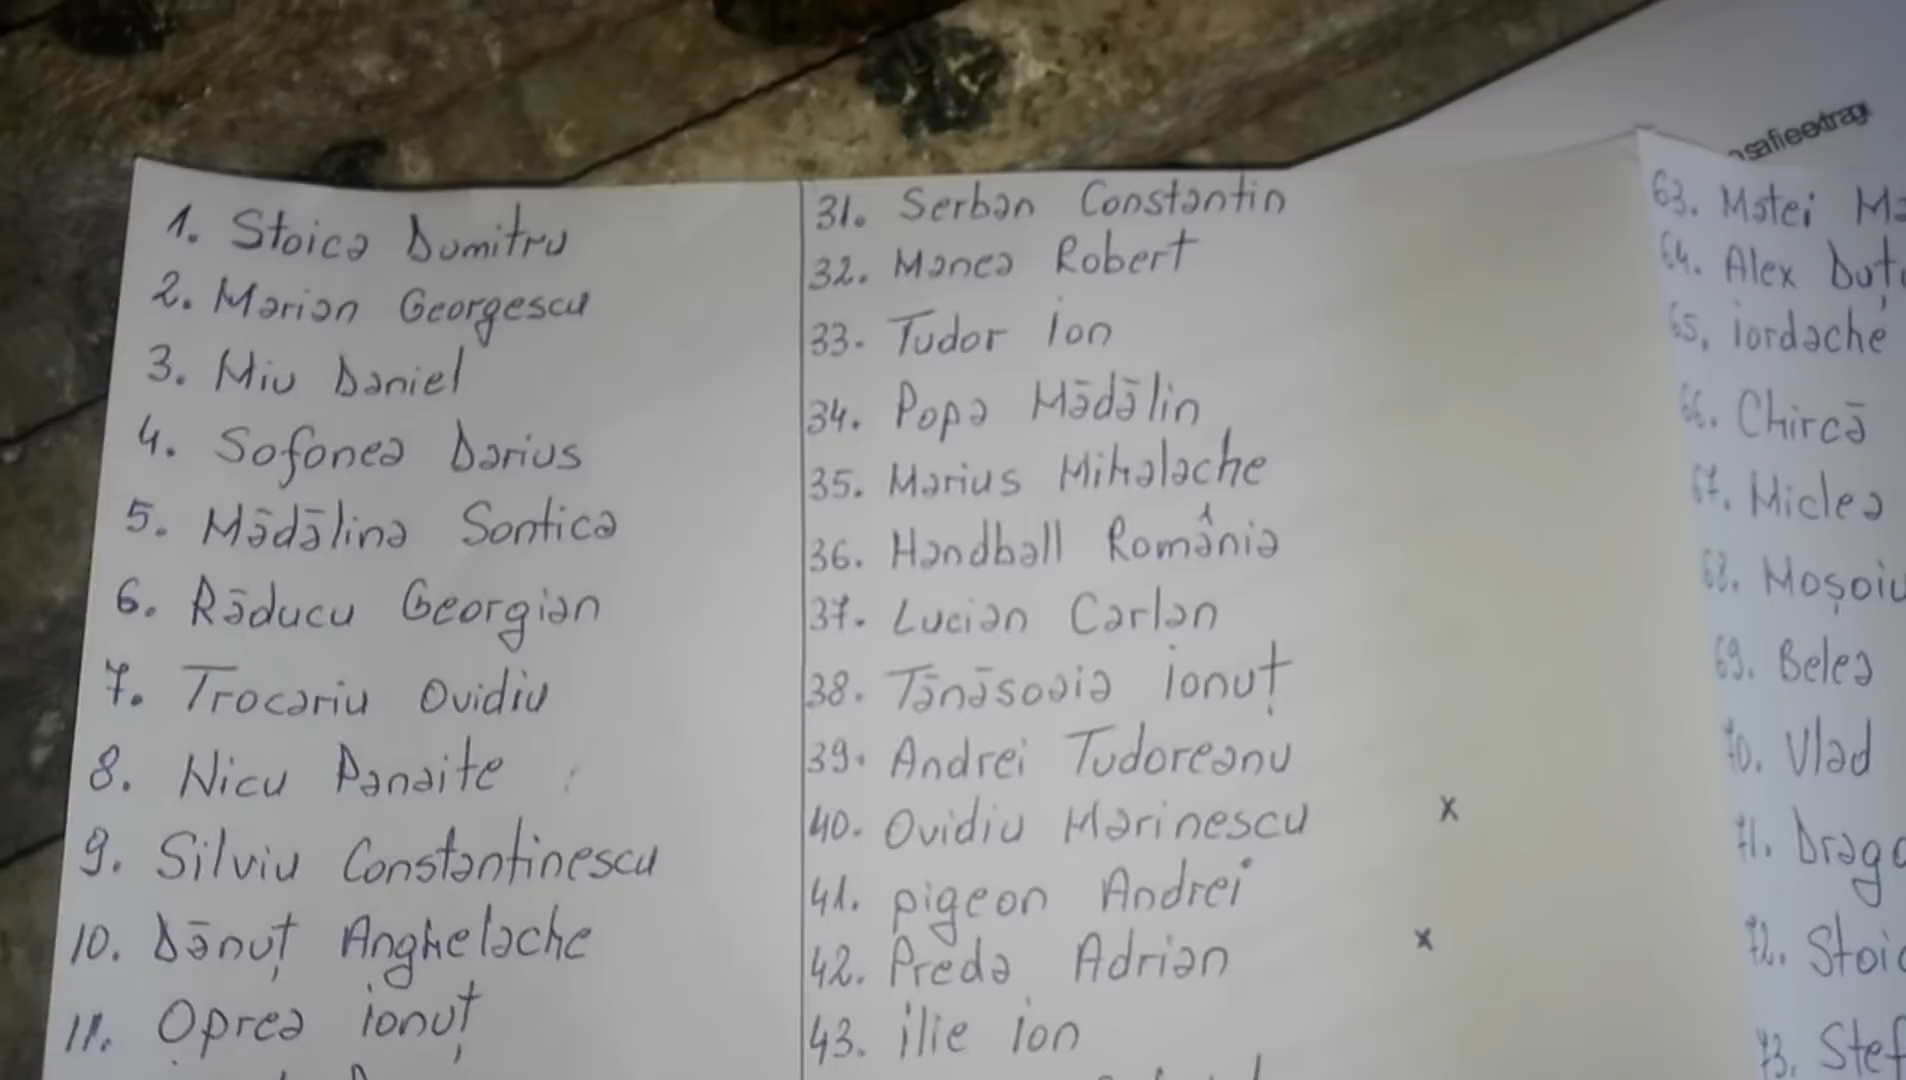 safieextrage
1. Stoica Dumitru
2. Marian Georgescu
3. Miu Daniel
4. Sofonea Darius
5. Mădălina Sontica
6. Răducu Georgian
7. Trocariu Ovidiu
8. Nicu Panaite
9. Silviu Constantinescu
10. Dănuț Anghelache
11. Oprea ionuț
31. Serban Constantin
32. Manea Robert
33. Tudor ion
34. Popa Mădălin
35. Marius Mihalache
36. Handball România
37. Lucian Carlan
38. Tănăsoaia ionuț
39. Andrei Tudoreanu
40. Ovidiu Marinescu x
41. pigeon Andrei
42. Preda Adrian x
43. ilie ion
63. Matei
64. Alex
65. iordache
66. Chircă
67. Miclea
68. Moșoiu
69. Belea
70. Vlad
71.
72.
73.